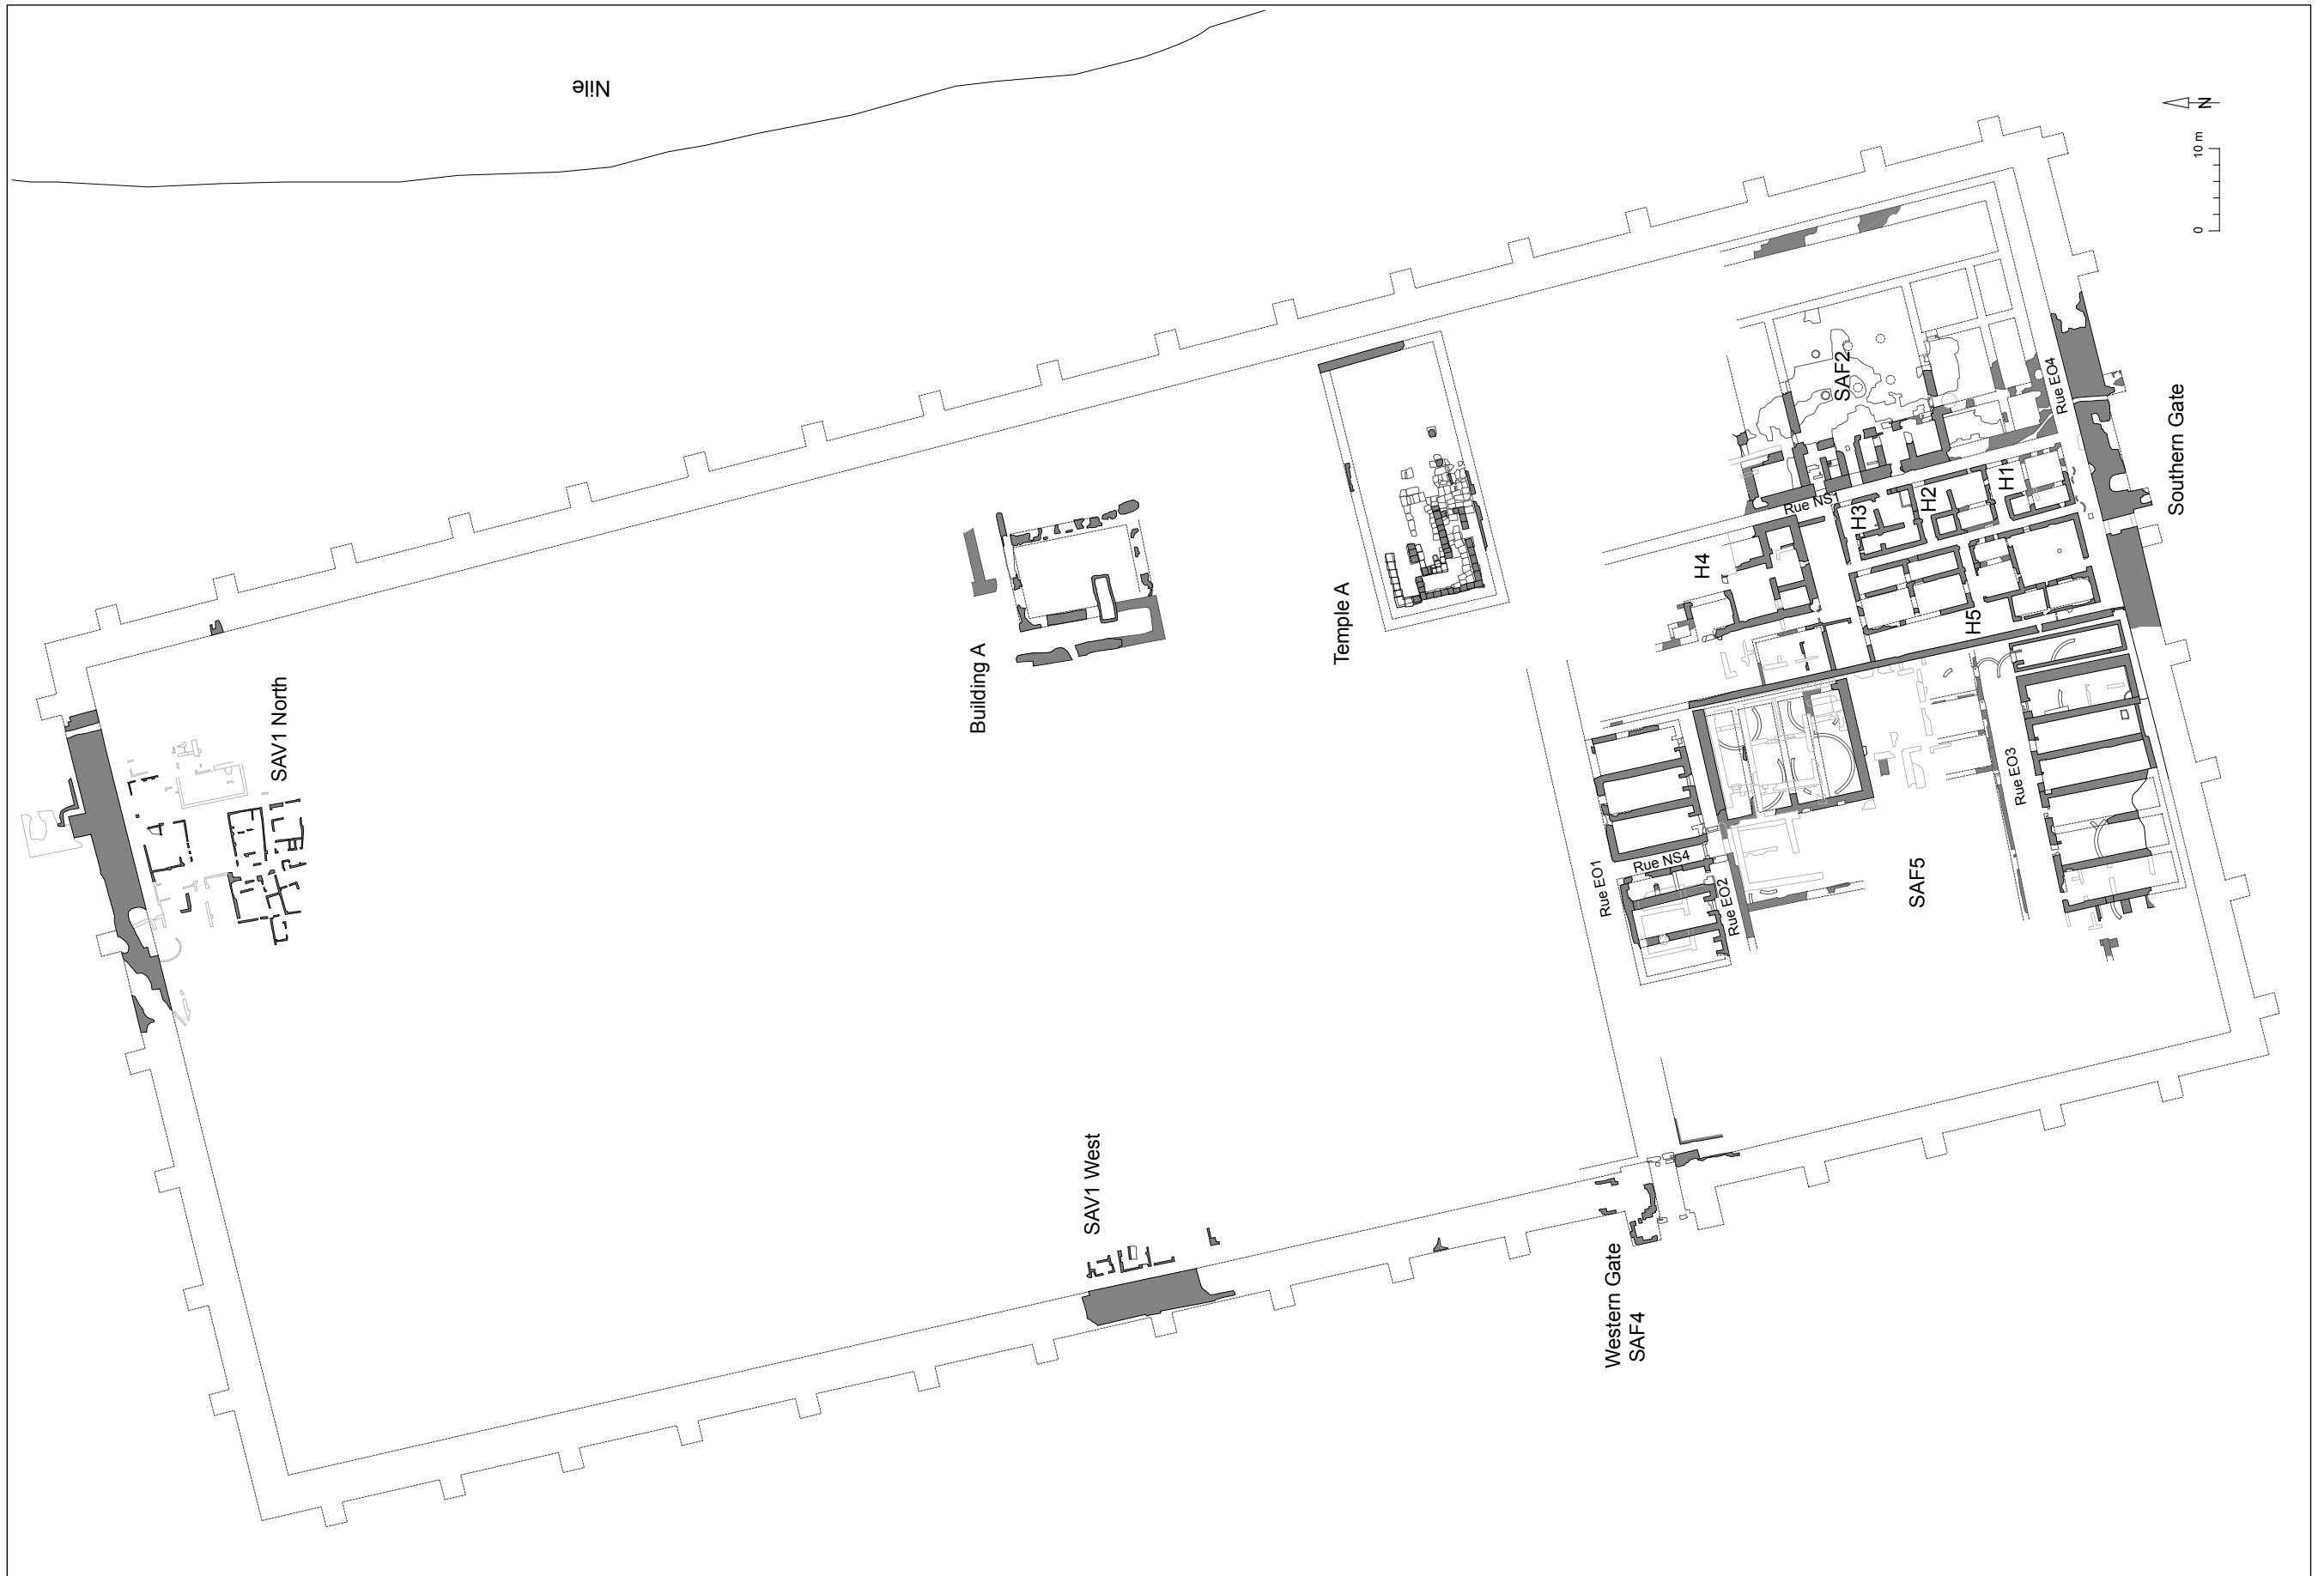 Nile
N
0 10 m
SAV1 North
Building A
Temple A
SAF2
Rue EO4
Southern Gate
Rue NS1
H1
H2
H3
H4
H5
Rue EO3
SAF5
Rue NS4
Rue EO1
Rue EO2
SAV1 West
Western Gate
SAF4